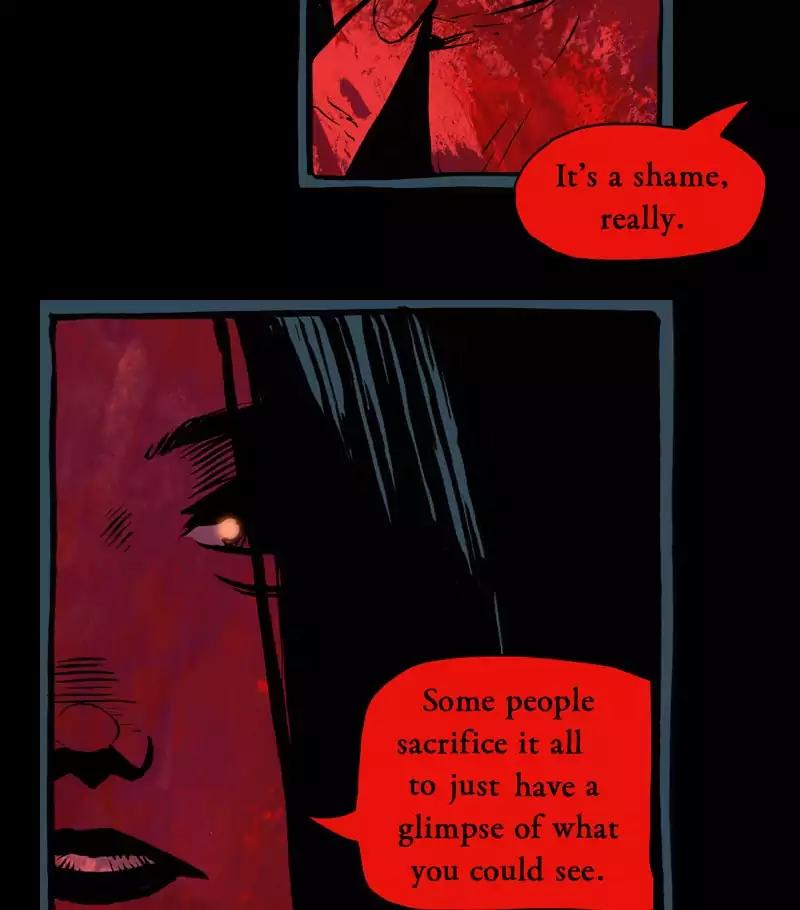 It's a shame,
really.
Some people
sacrifice it all
to just have a
glimpse of what
you could see.